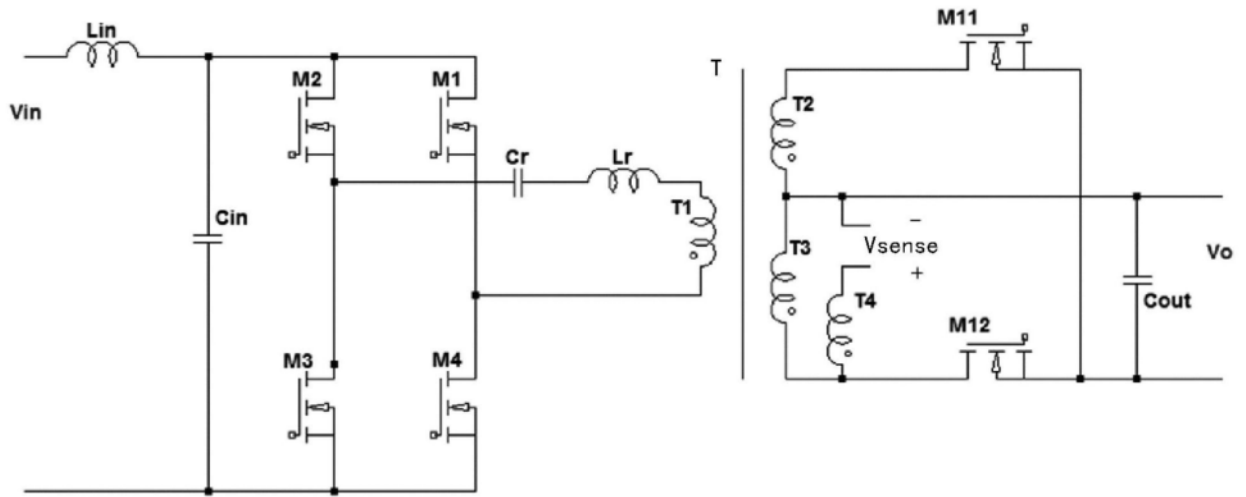 Lin
M11
M2
M1
T
T2
Vin
Cr
Lr
T1
Cin
−
Vsense
+
T3
T4
Vo
Cout
M12
M3
M4